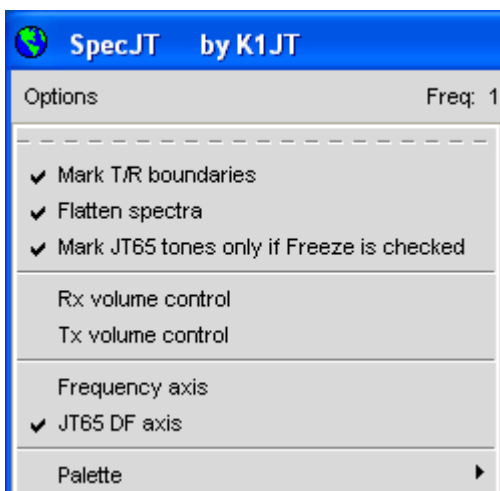 SpecJT by K1JT
Options Freq: 1
Mark T/R boundaries
Flatten spectra
Mark JT65 tones only if Freeze is checked
Rx volume control
Tx volume control
Frequency axis
JT65 DF axis
Palette